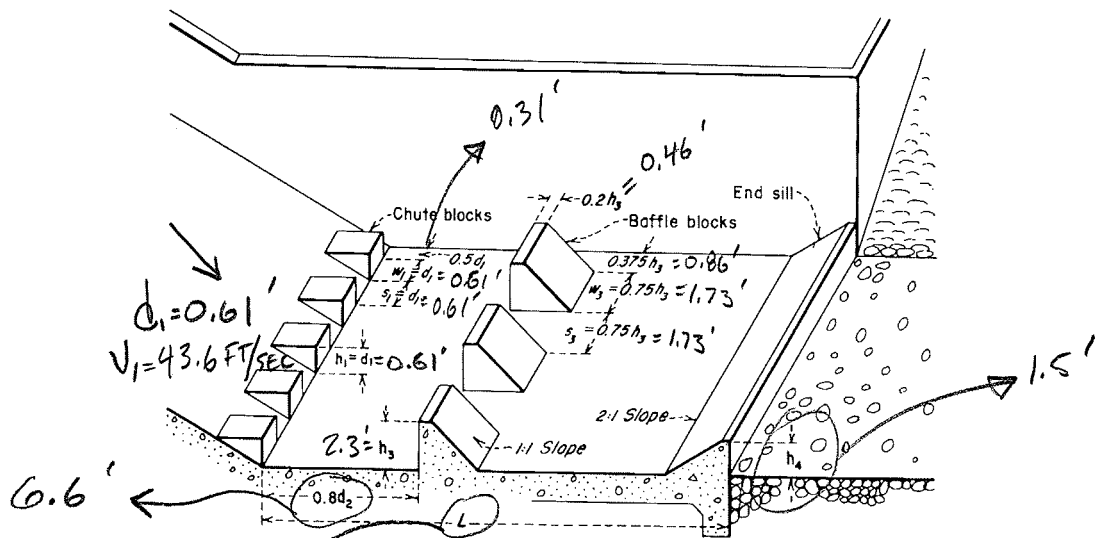 0.31'
0.46'
=
0.2h₃
End sill
Chute blocks
Baffle blocks
0.5d₁
0.375h₃ = 0.86'
w₁ = d₁ = 0.61'
w₃ = 0.75h₃ = 1.73'
s₁ = d₁ = 0.61'
d₁ = 0.61'
s₃ = 0.75h₃ = 1.73'
V₁ = 43.6 FT/SEC
h₁ = d₁ = 0.61'
1.5'
2:1 Slope
2.3' = h₃
1:1 Slope
h₄
6.6'
0.8d₂
L